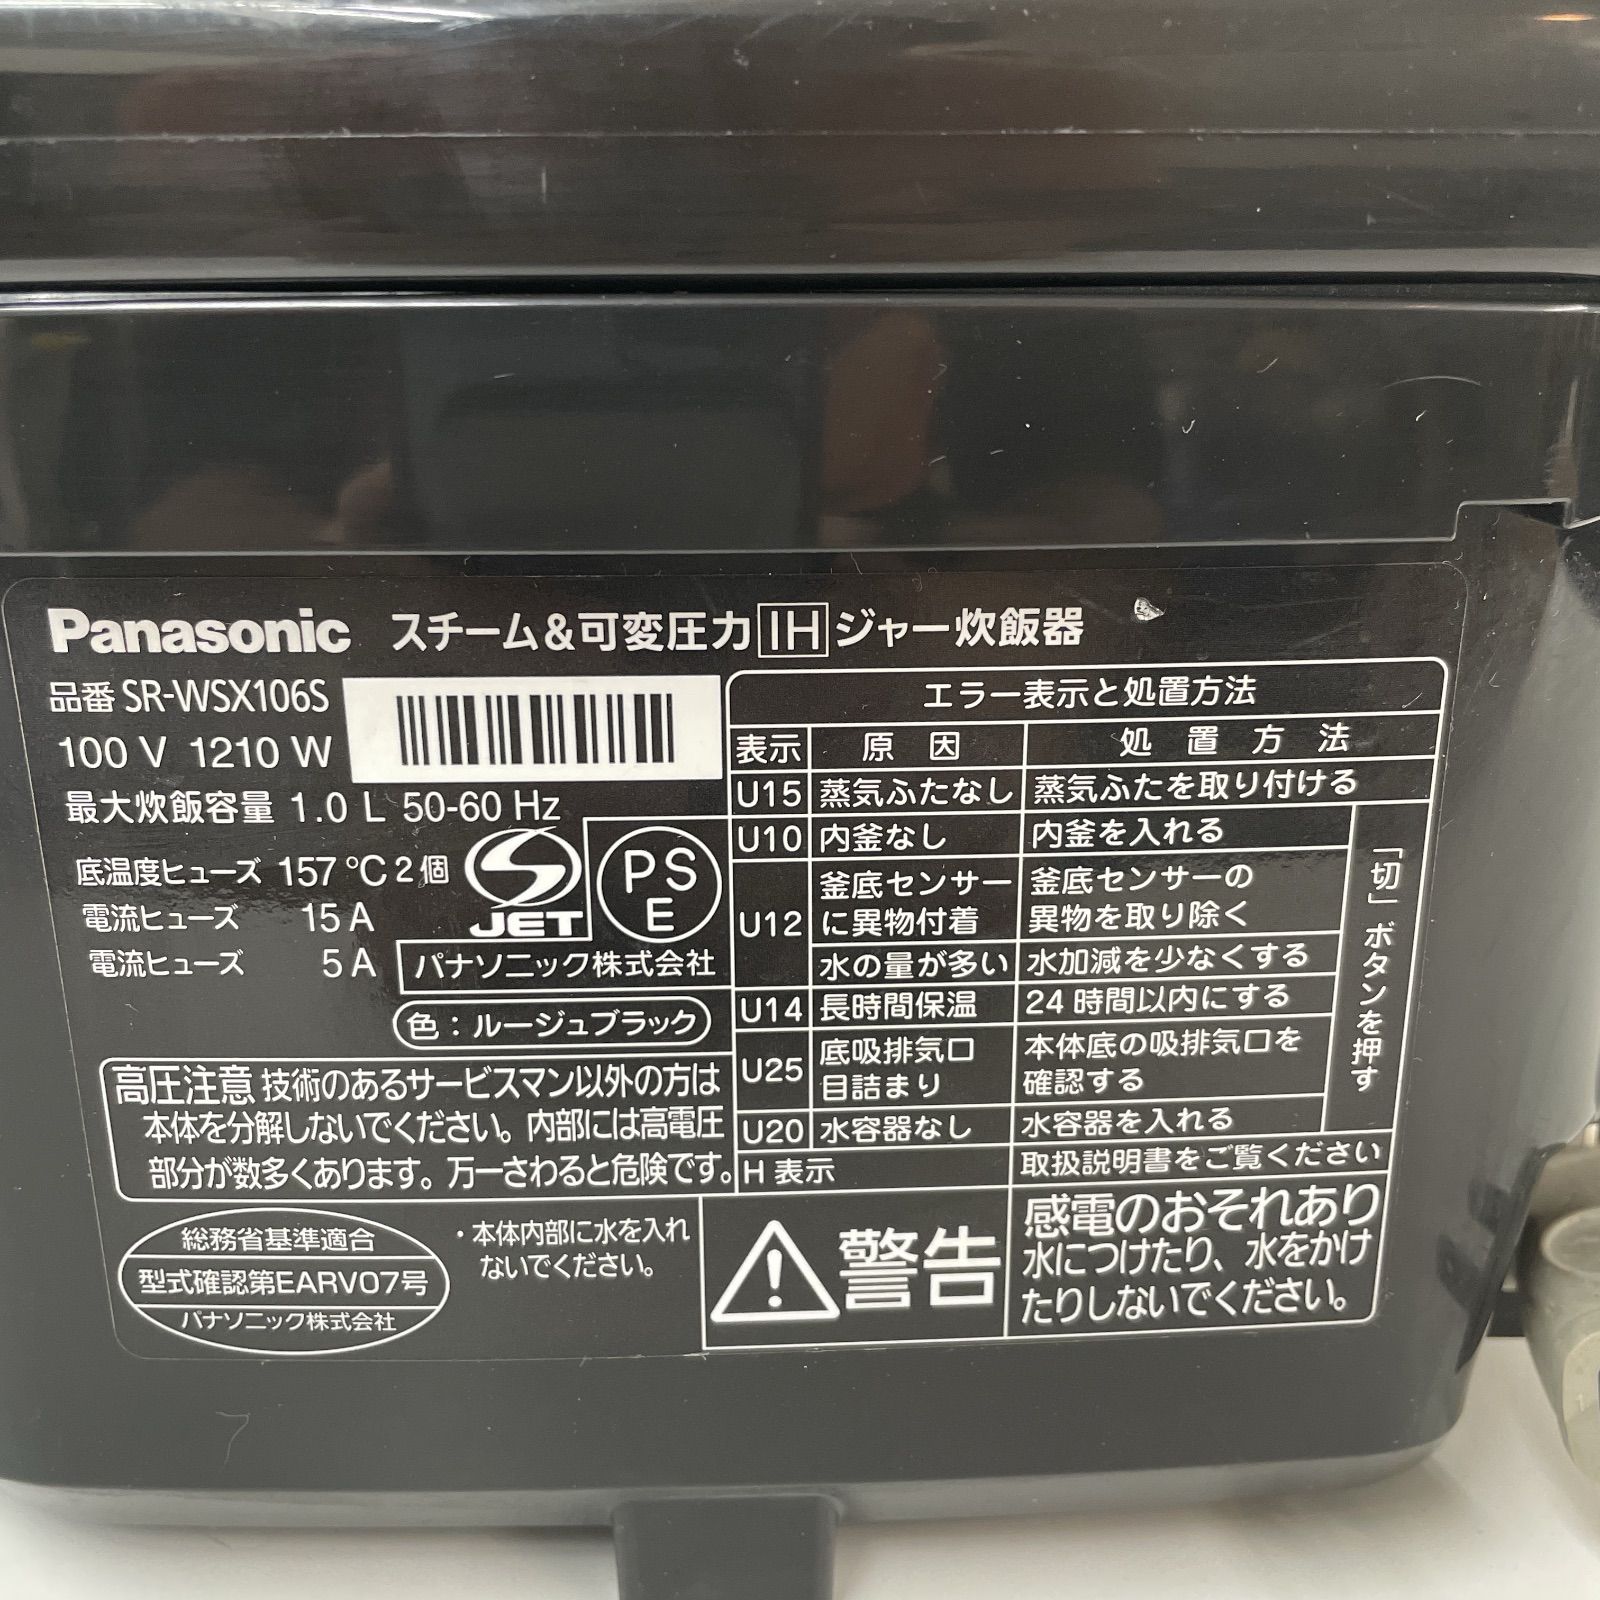 Panasonic スチーム&可変圧力IHジャー炊飯器
品番 SR-WSX106S
100 V 1210 W
最大炊飯容量 1.0 L 50-60 Hz
底温度ヒューズ 157 ℃ 2個
電流ヒューズ 15 A
電流ヒューズ 5 A
JET
PS
E
パナソニック株式会社
色:ルージュブラック
高圧注意 技術のあるサービスマン以外の方は
本体を分解しないでください。内部には高電圧
部分が数多くあります。万一さわると危険です。
総務省基準適合
型式確認第EARV07号
パナソニック株式会社
・本体内部に水を入れ
ないでください。
エラー表示と処置方法
表示 原因 処置方法
U15 蒸気ふたなし 蒸気ふたを取り付ける
U10 内釜なし 内釜を入れる
U12 釜底センサー 釜底センサーの
に異物付着 異物を取り除く
水の量が多い 水加減を少なくする
U14 長時間保温 24時間以内にする
U25 底吸排気口 本体底の吸排気口を
目詰まり 確認する
U20 水容器なし 水容器を入れる
「切」ボタンを押す
H 表示 取扱説明書をご覧ください
警告
感電のおそれあり
水につけたり、水をかけ
たりしないでください。